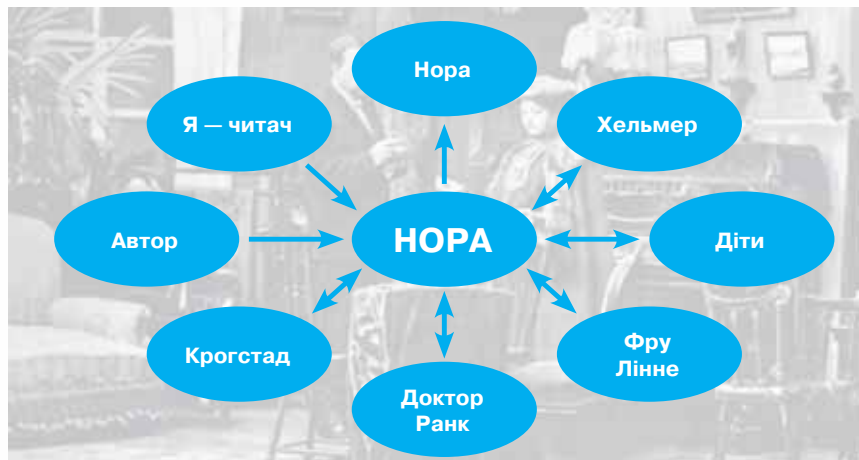 Нора
Я — читач
Хельмер
Автор
НОРА
Діти
Крогстад
Фру
Лінне
Доктор
Ранк